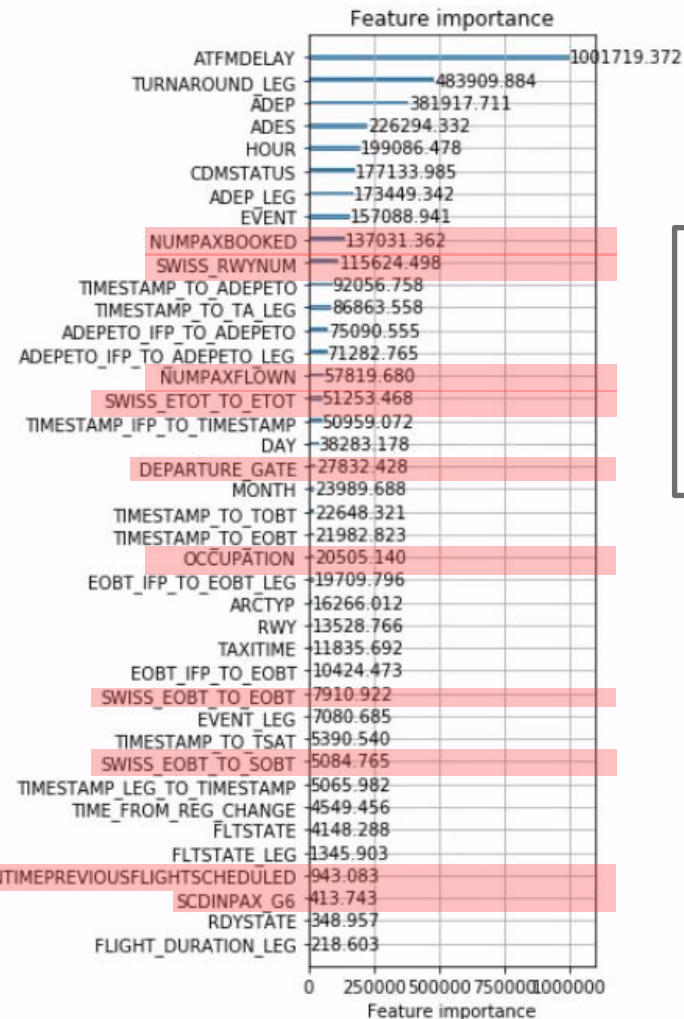 Feature importance
ATFMDELAY 1001719.372
TURNAROUND_LEG 483909.884
ADEP 381917.711
ADES 226294.332
HOUR 199086.478
CDMSTATUS 177133.985
ADEP_LEG 173449.342
EVENT 157088.941
NUMPAXBOOKED 137031.362
SWISS_RWYNUM 115624.498
TIMESTAMP_TO_ADEPETO 92056.758
TIMESTAMP_TO_TA_LEG 86863.558
ADEPETO_IFP_TO_ADEPETO 75090.555
ADEPETO_IFP_TO_ADEPETO_LEG 71282.765
NUMPAXFLOWN 57819.680
SWISS_ETOT_TO_ETOT 51253.468
TIMESTAMP_IFP_TO_TIMESTAMP 50959.072
DAY 38283.178
DEPARTURE_GATE 27832.428
MONTH 23989.688
TIMESTAMP_TO_TOBT 22648.321
TIMESTAMP_TO_EOBT 21982.823
OCCUPATION 20505.140
EOBT_IFP_TO_EOBT_LEG 19709.796
ARCTYP 16266.012
RWY 13528.766
TAXITIME 11835.692
EOBT_IFP_TO_EOBT 10424.473
SWISS_EOBT_TO_EOBT 7910.922
EVENT_LEG 7080.685
TIMESTAMP_TO_TSAT 5390.540
SWISS_EOBT_TO_SOBT 5084.765
TIMESTAMP_LEG_TO_TIMESTAMP 5065.982
TIME_FROM_REG_CHANGE 4549.456
FLTSTATE 4148.288
FLTSTATE_LEG 1345.903
NTIMEPREVIOUSFLIGHTSCHEDULED 943.083
SCDINPAX_G6 413.743
RDYSTATE 348.957
FLIGHT_DURATION_LEG 218.603
0 250000 500000 750000 1000000
Feature importance